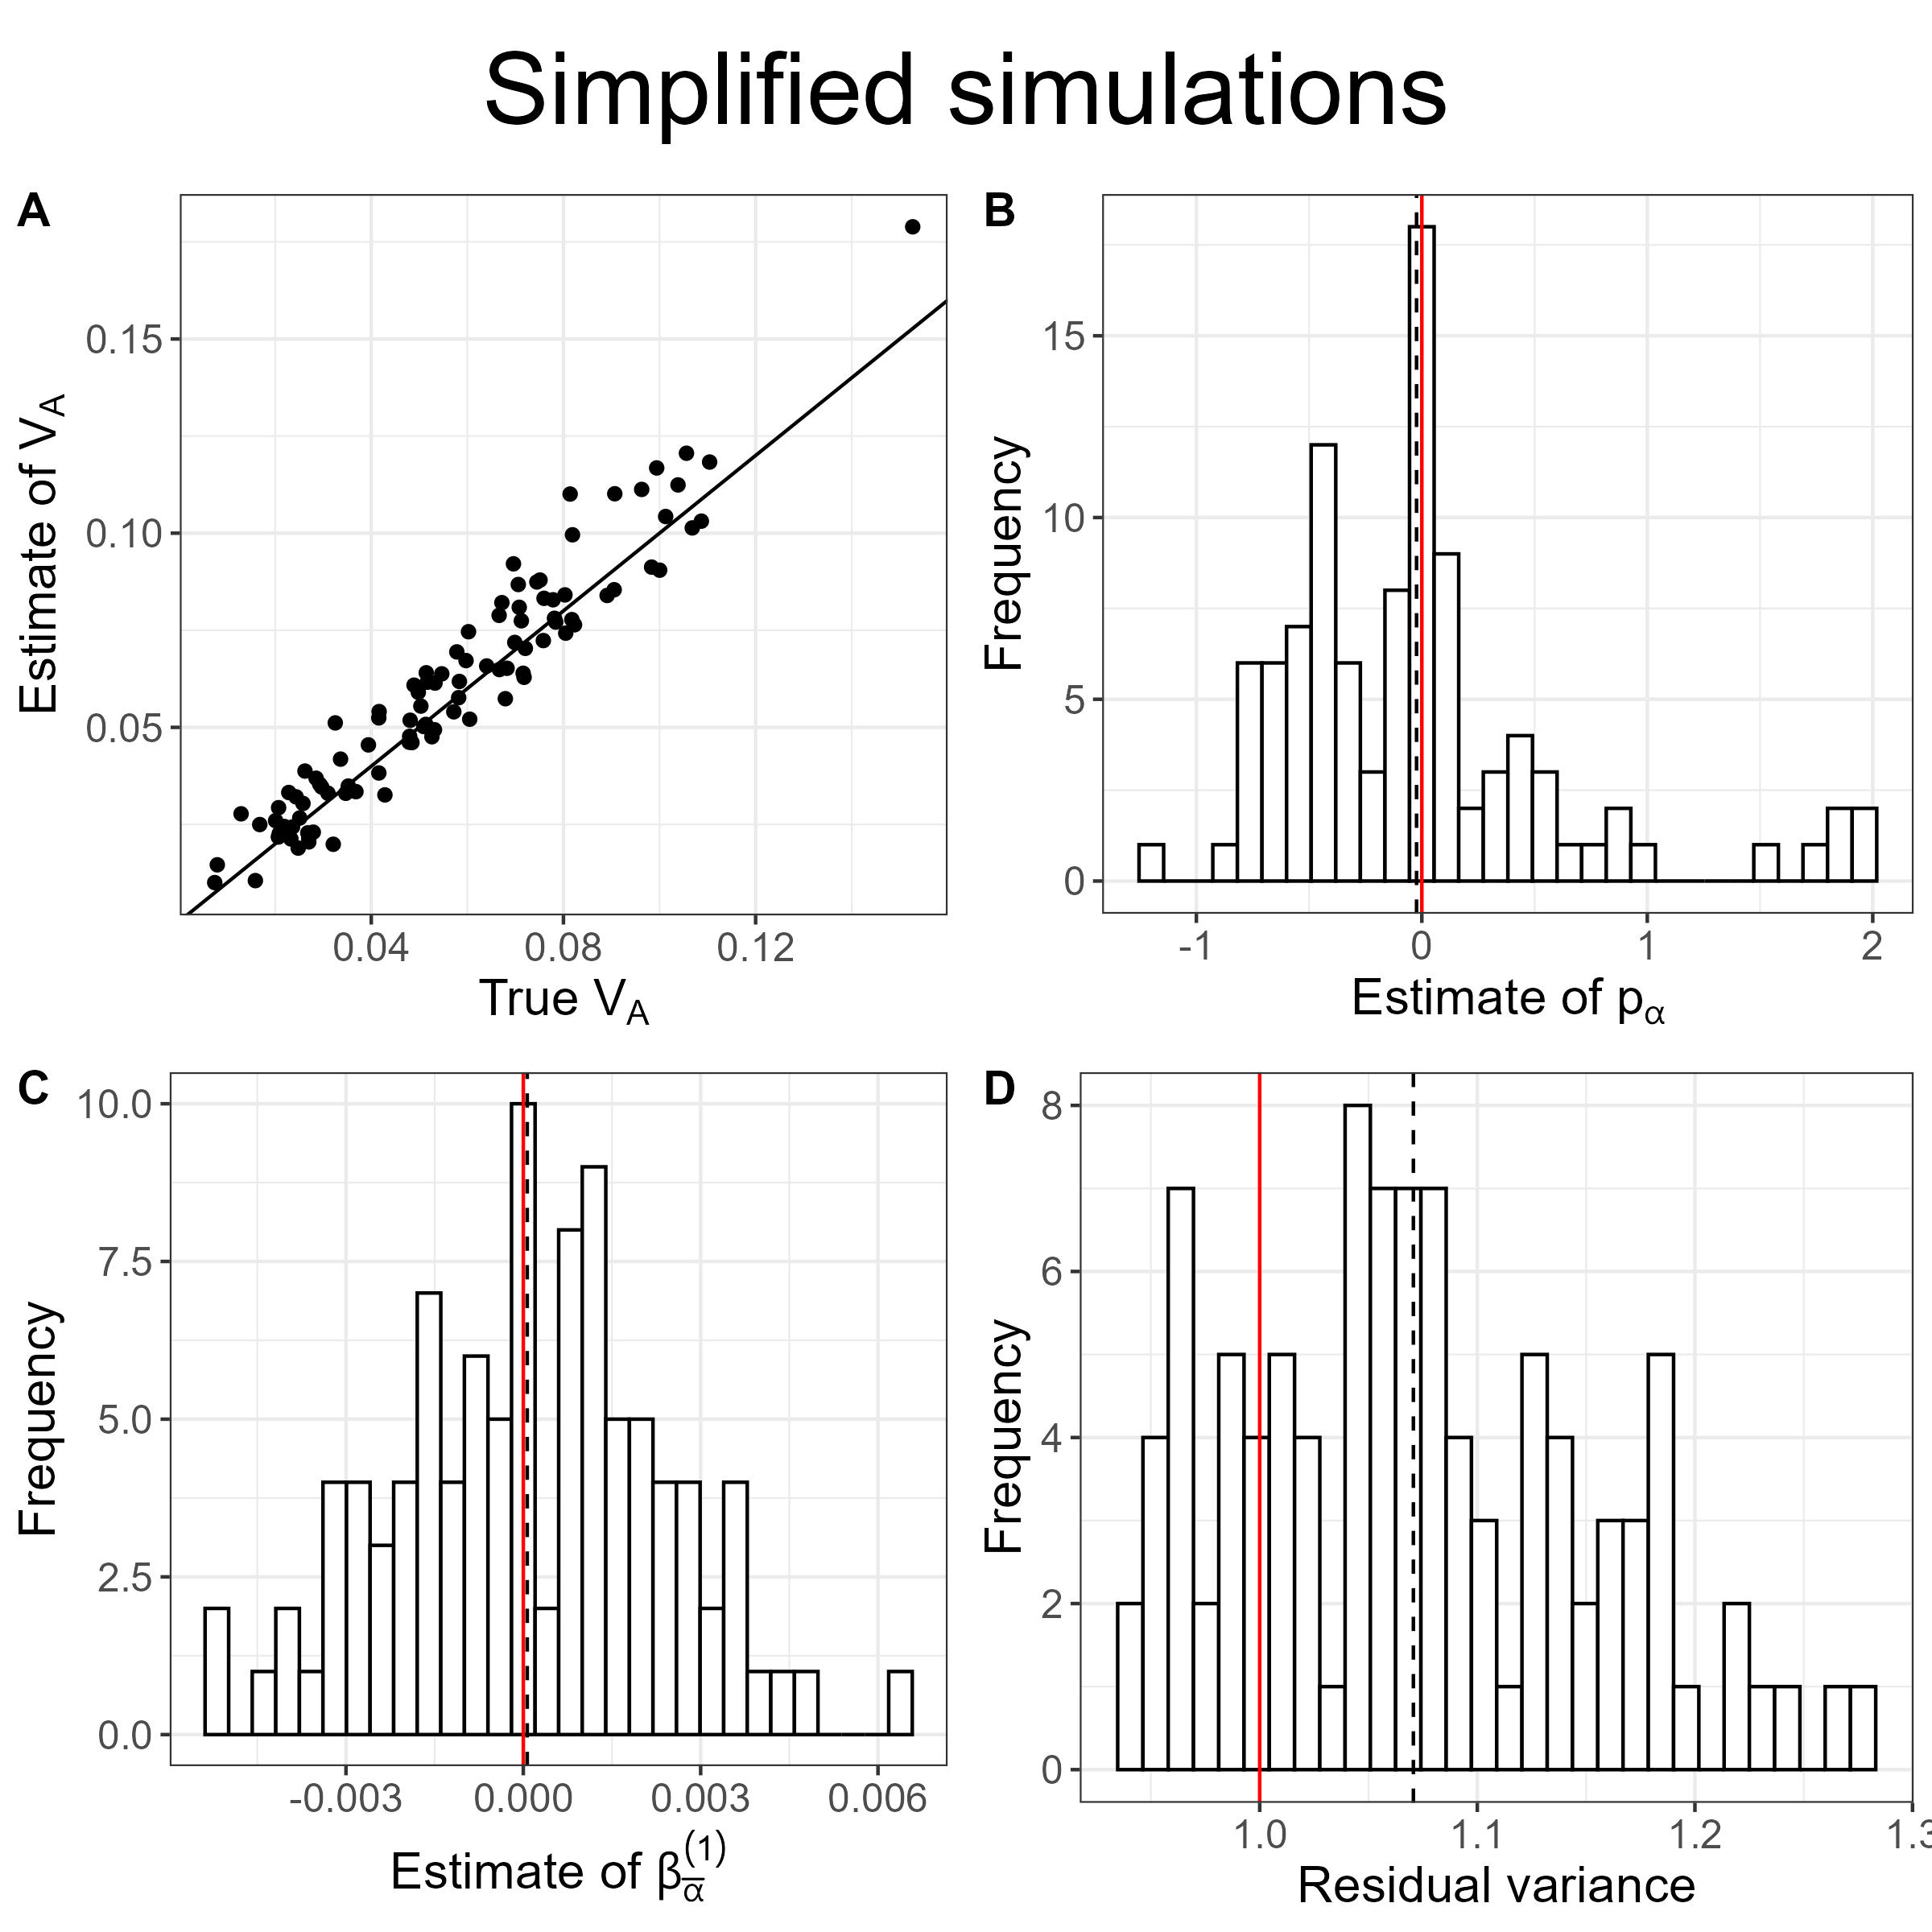 Simplified simulations
A
Estimate of V_A
0.15
0.10
0.05
0.04 0.08 0.12
True V_A
B
Frequency
15
10
5
0
-1 0 1 2
Estimate of p_α
C
Frequency
10.0
7.5
5.0
2.5
0.0
-0.003 0.000 0.003 0.006
Estimate of β_α̅^(1)
D
Frequency
8
6
4
2
0
1.0 1.1 1.2 1.3
Residual variance